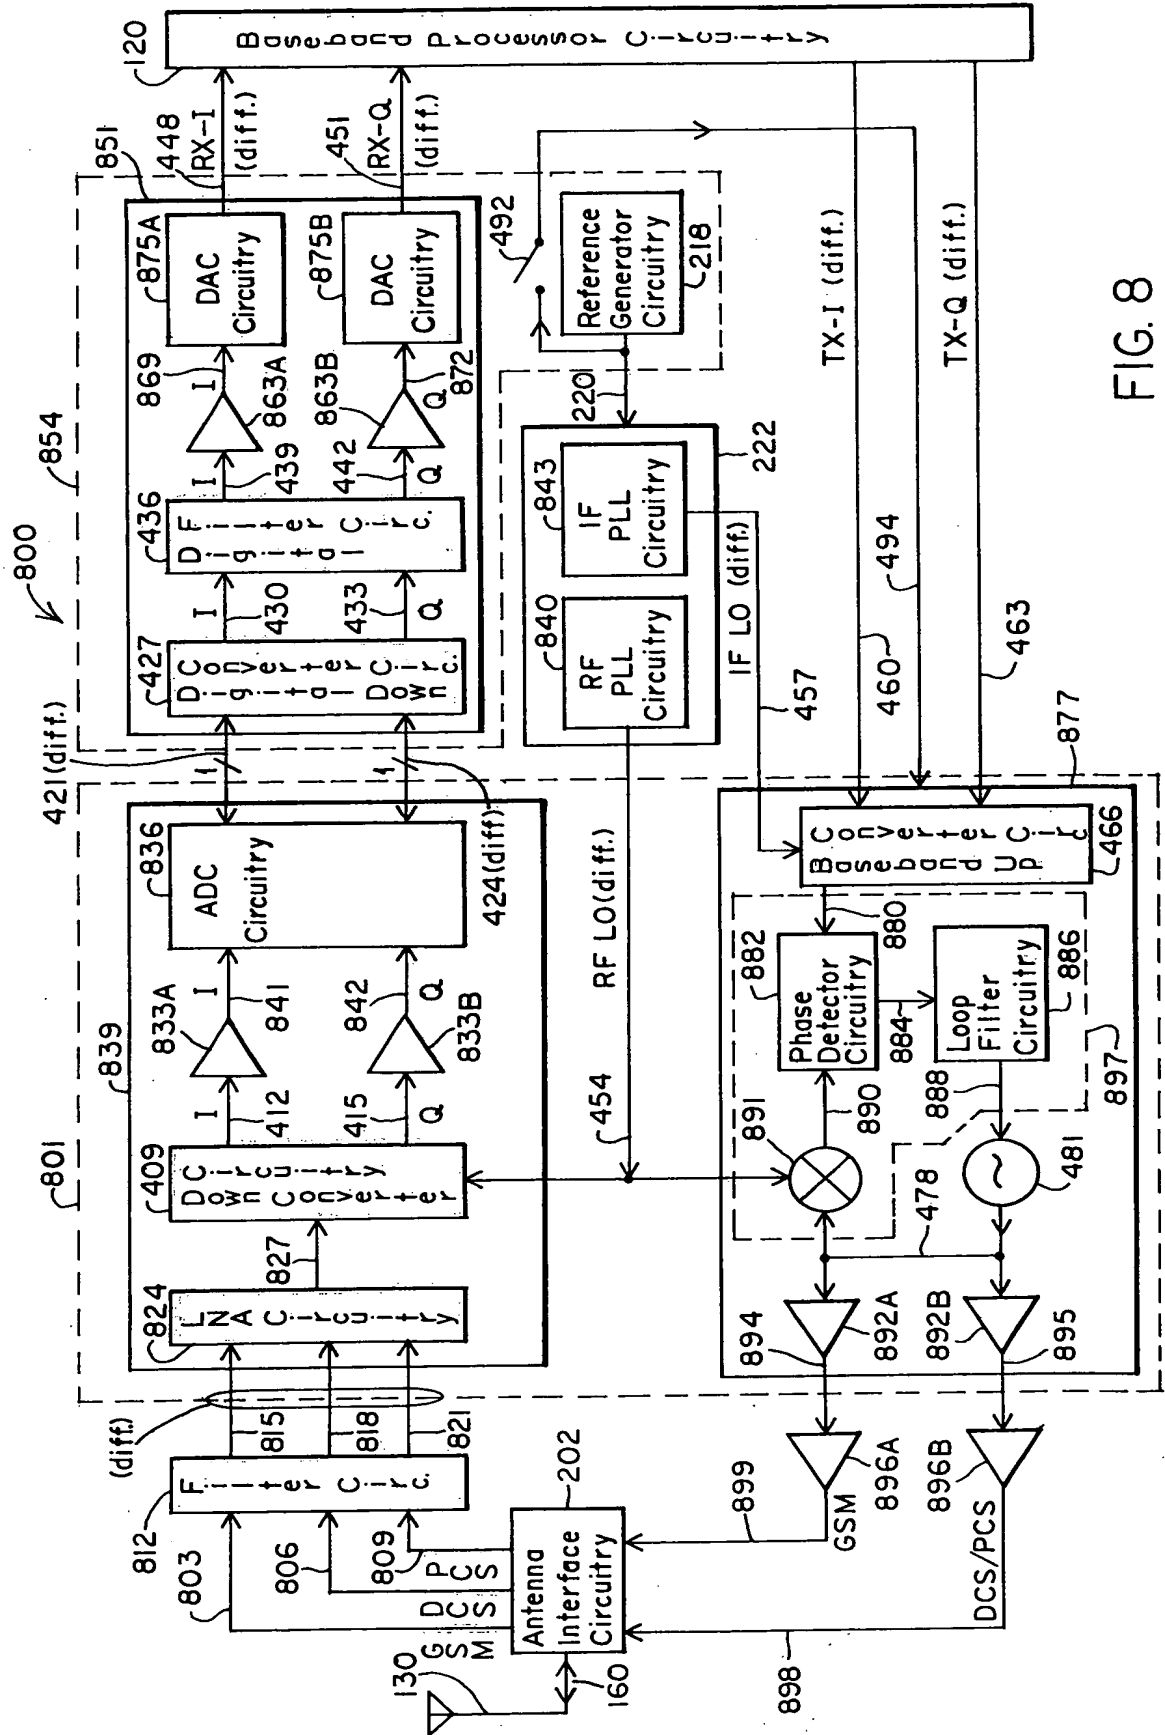 800
801
839
130
160
Antenna
Interface
Circuitry
202
GSM
DCS
PCS
803
806
809
812
Filter Circ.
(diff.)
815
818
821
824
LNA Circuitry
827
409
Down Converter
Circuitry
I
412
415
Q
833A
833B
I
841
842
Q
836
ADC
Circuitry
421(diff.)
1
1
424(diff)
854
851
427
Digital Down
Converter Circ.
I
430
433
Q
436
Digital
Filter Circ.
I
439
442
Q
863A
863B
869
I
Q
872
875A
DAC
Circuitry
875B
DAC
Circuitry
448
RX-I
(diff.)
451
RX-Q
(diff.)
120
Baseband Processor Circuitry
492
Reference
Generator
Circuitry
218
220
222
840
RF
PLL
Circuitry
843
IF
PLL
Circuitry
RF LO(diff.)
454
IF LO (diff.)
457
TX-I (diff.)
460
494
TX-Q (diff.)
463
877
Baseband Up
Converter Circ
466
880
882
Phase
Detector
Circuitry
884
Loop
Filter
Circuitry
886
888
890
891
897
~
481
478
892A
892B
894
895
896A
896B
GSM
899
DCS/PCS
898
FIG. 8